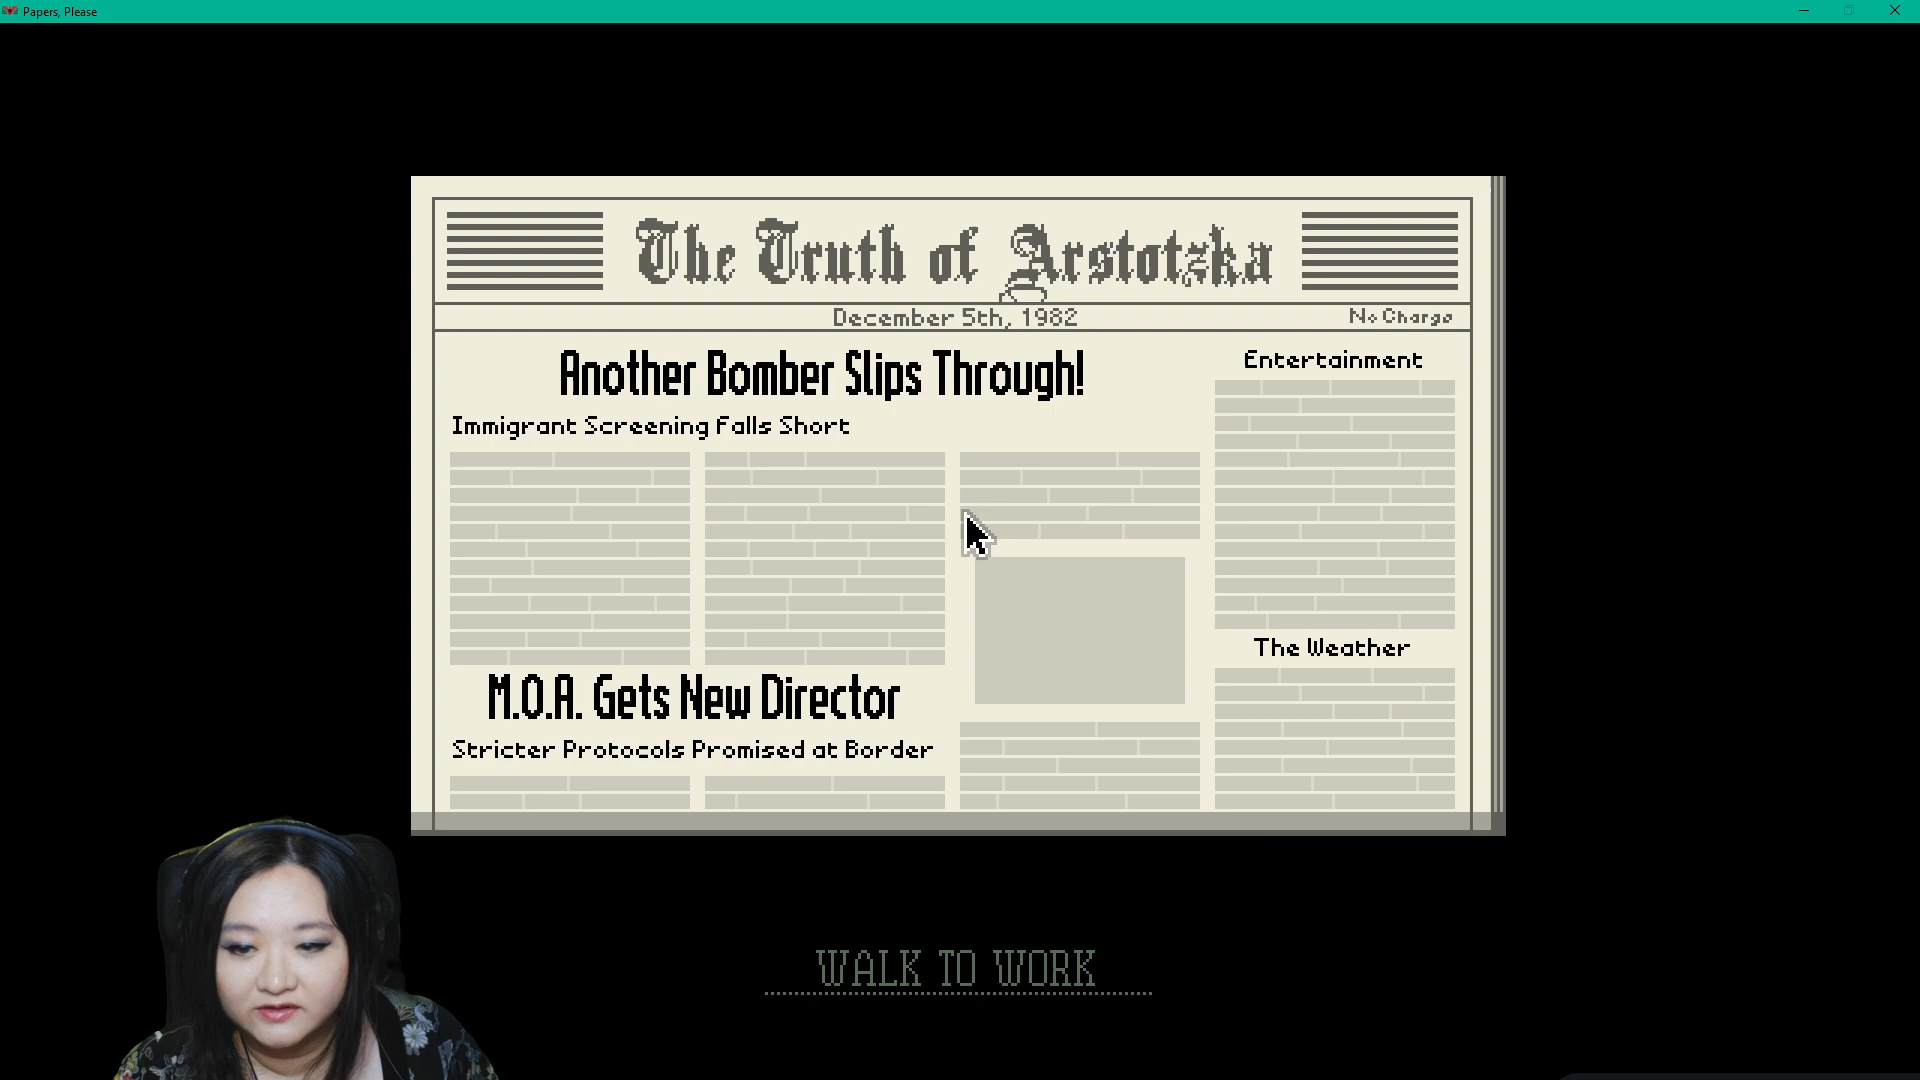 Papers, Please
The Truth of Arstotzka
December 5th, 1982
No Charge
Another Bomber Slips Through!
Immigrant Screening Falls Short
M.O.A. Gets New Director
Stricter Protocols Promised at Border
Entertainment
The Weather
WALK TO WORK